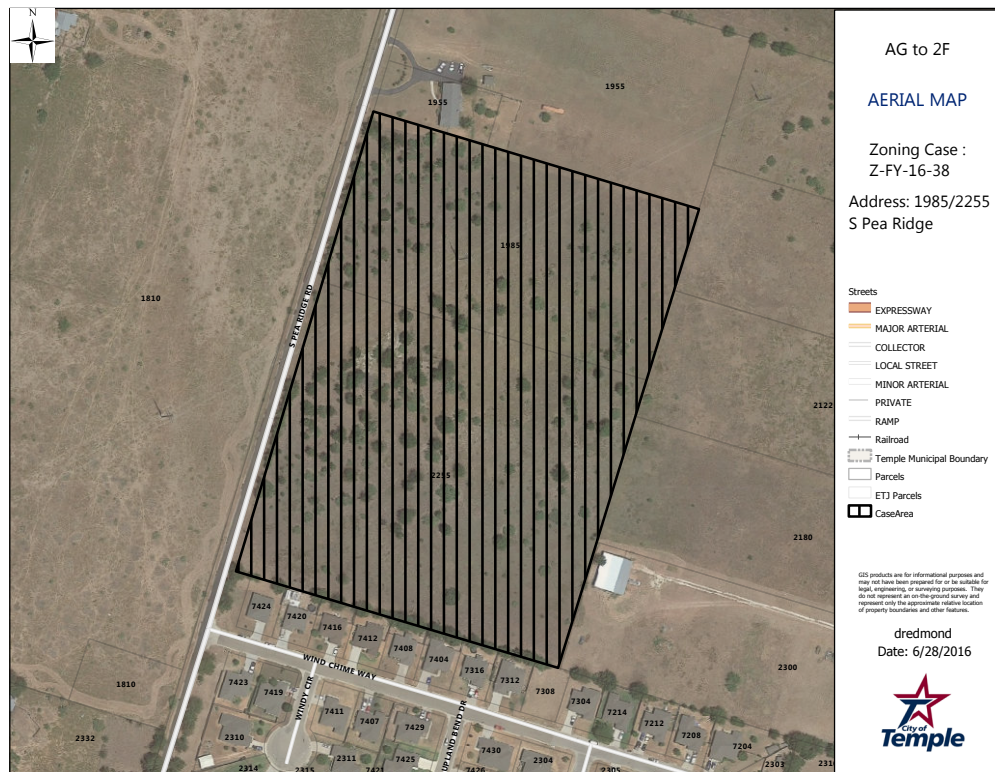 N
AG to 2F
AERIAL MAP
Zoning Case :
Z-FY-16-38
Address: 1985/2255
S Pea Ridge
Streets
EXPRESSWAY
MAJOR ARTERIAL
COLLECTOR
LOCAL STREET
MINOR ARTERIAL
PRIVATE
RAMP
Railroad
Temple Municipal Boundary
Parcels
ETJ Parcels
CaseArea
GIS products are for informational purposes and
may not have been prepared for or be suitable for
legal, engineering, or surveying purposes. They
do not represent an on-the-ground survey and
represent only the approximate relative location
of property boundaries and other features.
dredmond
Date: 6/28/2016
City of
Temple
1955
1955
1985
1810
S PEA RIDGE RD
2122
2255
2180
7424
7420
7416
7412
7408
7404
7316
7312
7308
7304
7214
7212
7208
7204
2300
WIND CHIME WAY
WINDY CIR
UPLAND BEND DR
1810
2332
7423
7419
7411
7407
7429
7430
2310
2314
2315
2311
7421
7425
7426
2304
2305
2303